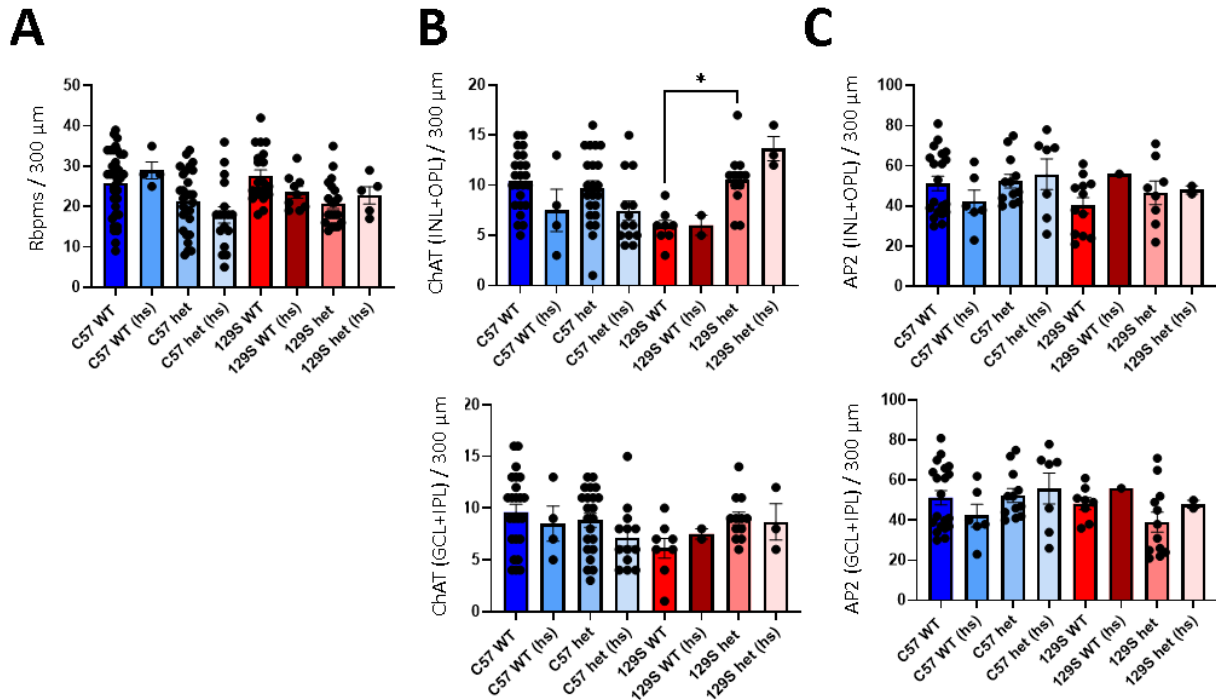 A
B
C
Rbpms / 300 µm
50
40
30
20
10
0
C57 WT
C57 WT (hs)
C57 het
C57 het (hs)
129S WT
129S WT (hs)
129S het
129S het (hs)
ChAT (INL+OPL) / 300 µm
20
15
10
5
0
*
C57 WT
C57 WT (hs)
C57 het
C57 het (hs)
129S WT
129S WT (hs)
129S het
129S het (hs)
AP2 (INL+OPL) / 300 µm
100
80
60
40
20
0
C57 WT
C57 WT (hs)
C57 het
C57 het (hs)
129S WT
129S WT (hs)
129S het
129S het (hs)
ChAT (GCL+IPL) / 300 µm
20
15
10
5
0
C57 WT
C57 WT (hs)
C57 het
C57 het (hs)
129S WT
129S WT (hs)
129S het
129S het (hs)
AP2 (GCL+IPL) / 300 µm
100
80
60
40
20
0
C57 WT
C57 WT (hs)
C57 het
C57 het (hs)
129S WT
129S WT (hs)
129S het
129S het (hs)